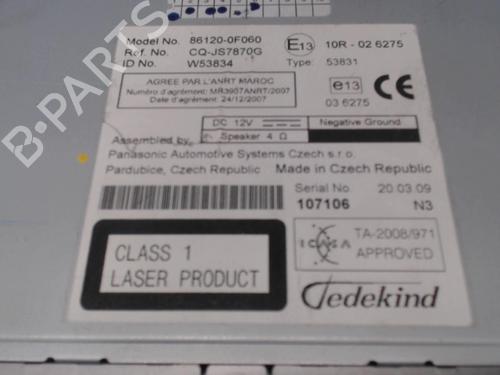 Model No. 86120-0F060
Ref. No. CQ-JS7870G
ID No. W53834
E13 10R - 02 6275
Type: 53831
AGREE PAR L'ANRT MAROC
Numéro d'agrément: MR3907ANRT/2007
Date d'agrément: 24/12/2007
e13
03 6275
CE
DC 12V
Speaker 4 Ω
Negative Ground
Assembled by
Panasonic Automotive Systems Czech s.r.o.
Pardubice, Czech Republic Made in Czech Republic
Serial No. 20.03.09
107106 N3
CLASS 1
LASER PRODUCT
ICASA
TA-2008/971
APPROVED
Jedekind
B-PARTS